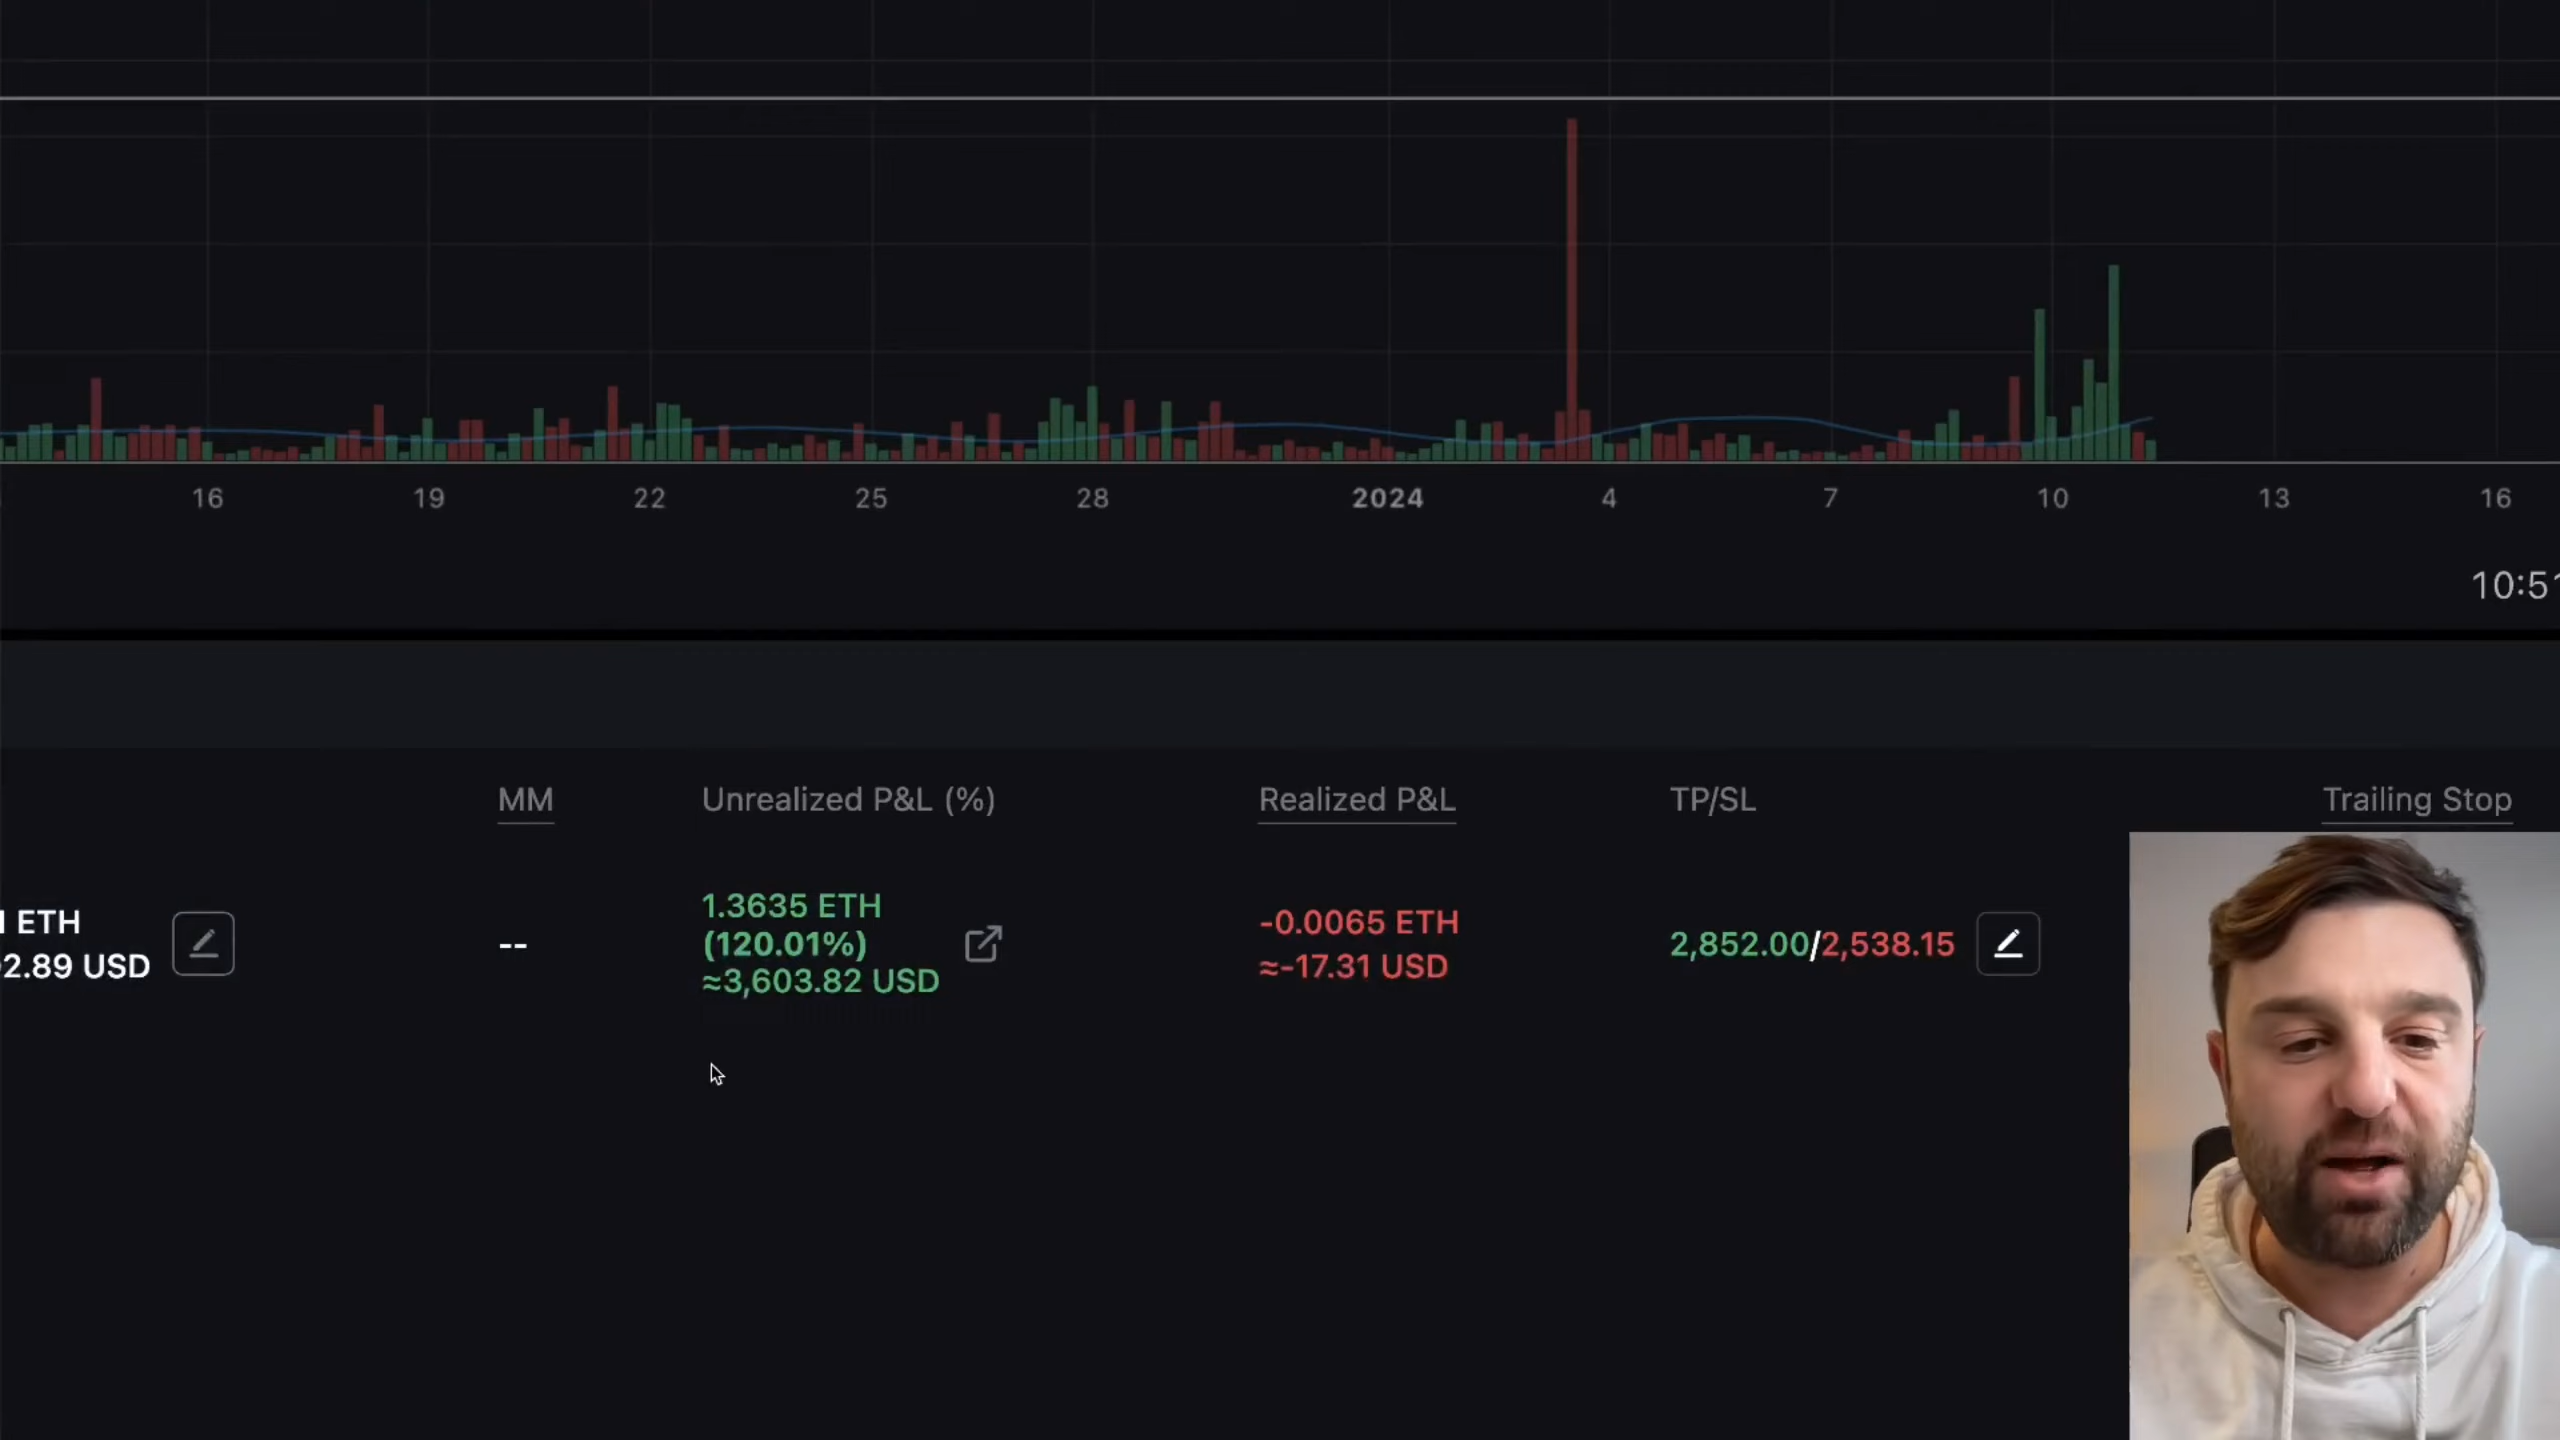 16 19 22 25 28 2024 4 7 10 13 16
10:51
MM Unrealized P&L (%) Realized P&L TP/SL Trailing Stop
ETH
2.89 USD
--
1.3635 ETH
(120.01%)
≈3,603.82 USD
-0.0065 ETH
≈-17.31 USD
2,852.00/2,538.15